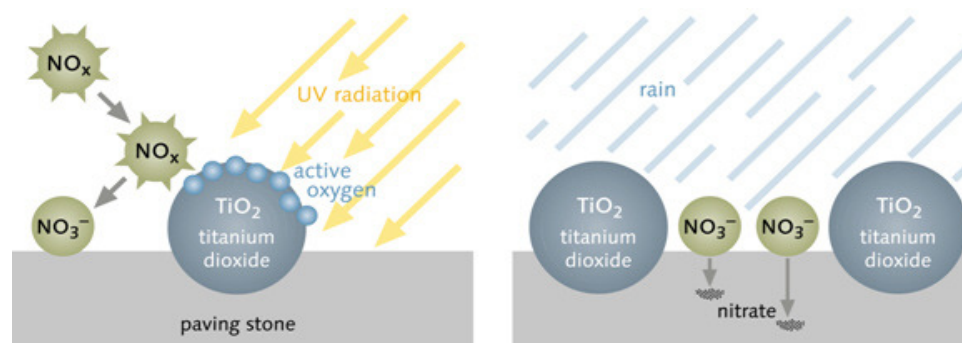 NOₓ
NOₓ
NO₃⁻
UV radiation
active
oxygen
TiO₂
titanium
dioxide
paving stone
rain
TiO₂
titanium
dioxide
NO₃⁻
NO₃⁻
TiO₂
titanium
dioxide
nitrate